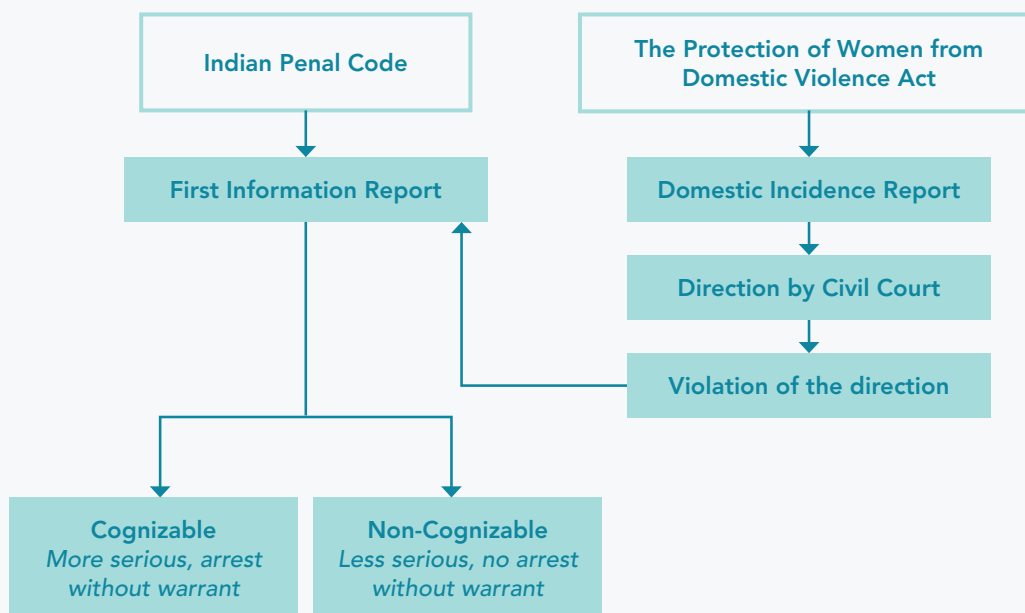 Indian Penal Code
The Protection of Women from
Domestic Violence Act
First Information Report
Domestic Incidence Report
Direction by Civil Court
Violation of the direction
Cognizable
More serious, arrest
without warrant
Non-Cognizable
Less serious, no arrest
without warrant